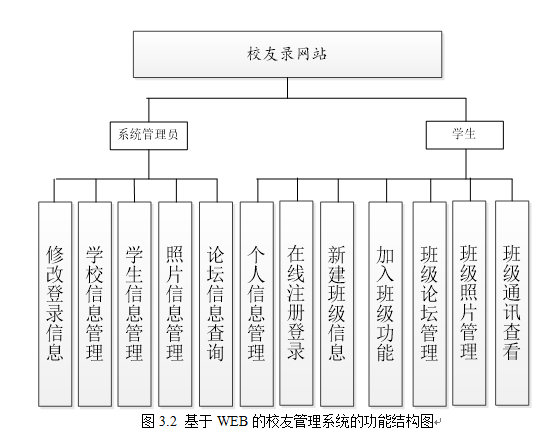 校友录网站
系统管理员
学生
修改登录信息
学校信息管理
学生信息管理
照片信息管理
论坛信息查询
个人信息管理
在线注册登录
新建班级信息
加入班级功能
班级论坛管理
班级照片管理
班级通讯查看
图 3.2 基于 WEB 的校友管理系统的功能结构图